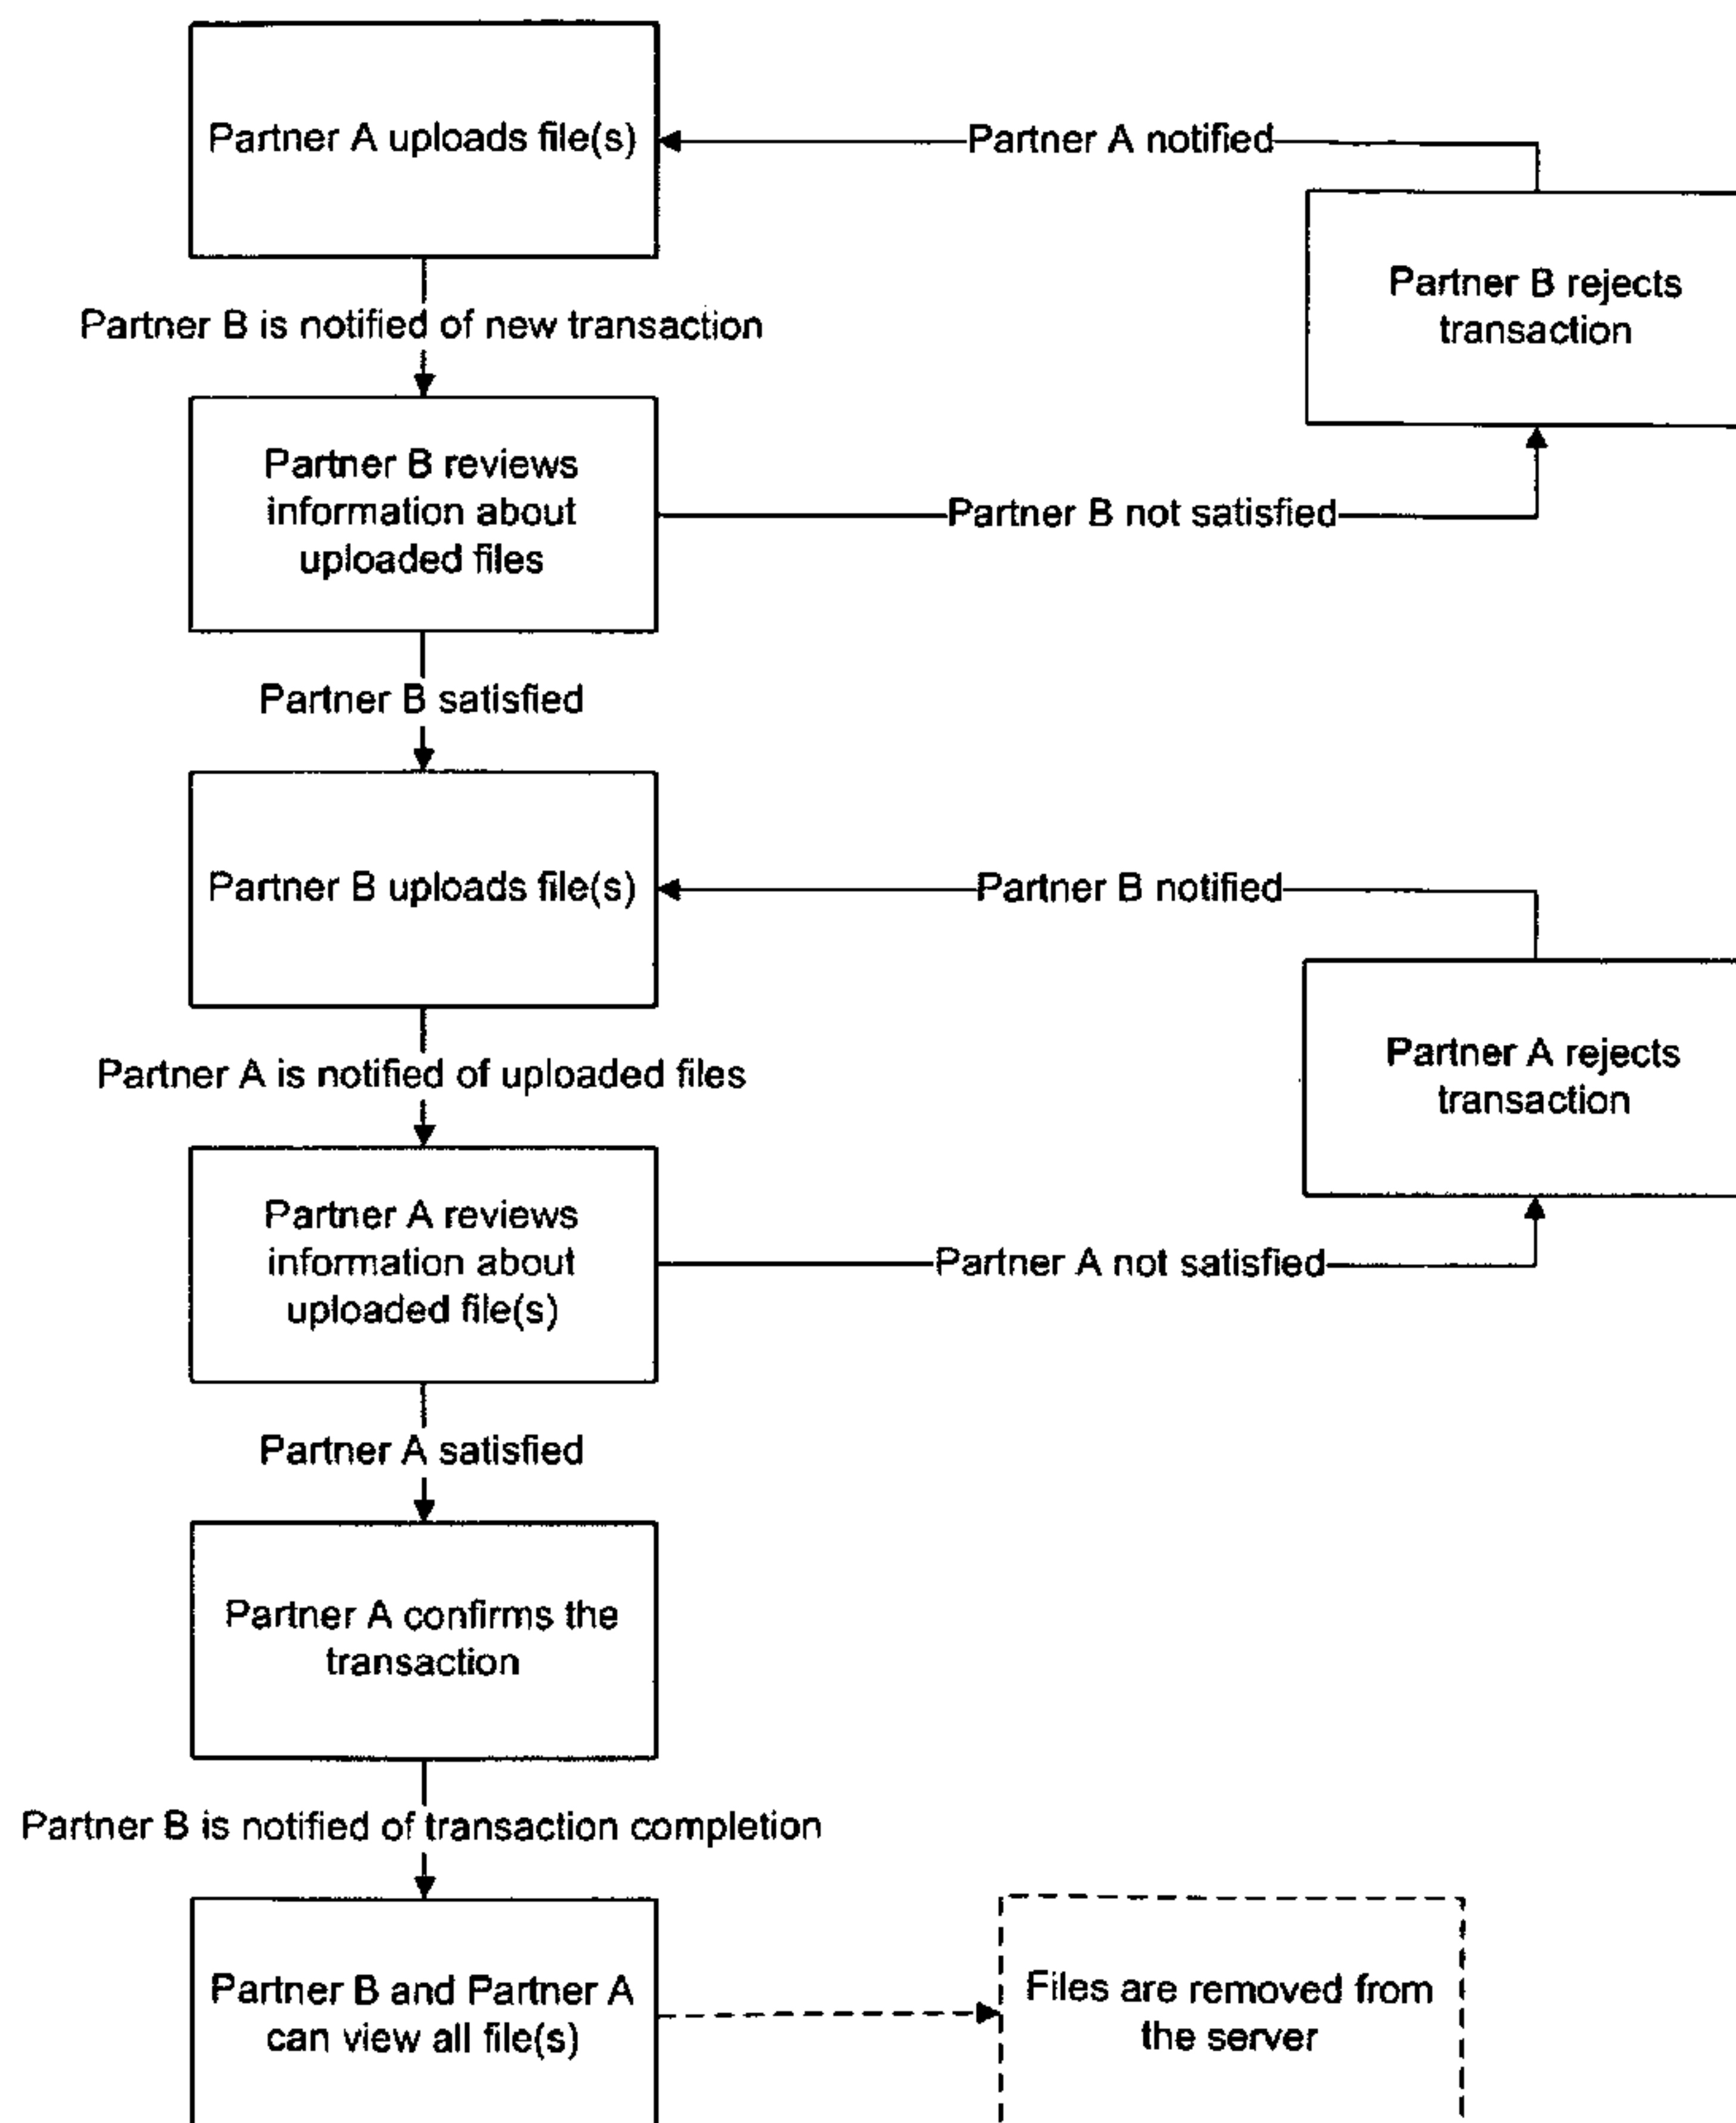 Partner A uploads file(s)
Partner A notified
Partner B rejects
transaction
Partner B is notified of new transaction
Partner B reviews
information about
uploaded files
Partner B not satisfied
Partner B satisfied
Partner B uploads file(s)
Partner B notified
Partner A rejects
transaction
Partner A is notified of uploaded files
Partner A reviews
information about
uploaded file(s)
Partner A not satisfied
Partner A satisfied
Partner A confirms the
transaction
Partner B is notified of transaction completion
Partner B and Partner A
can view all file(s)
Files are removed from
the server